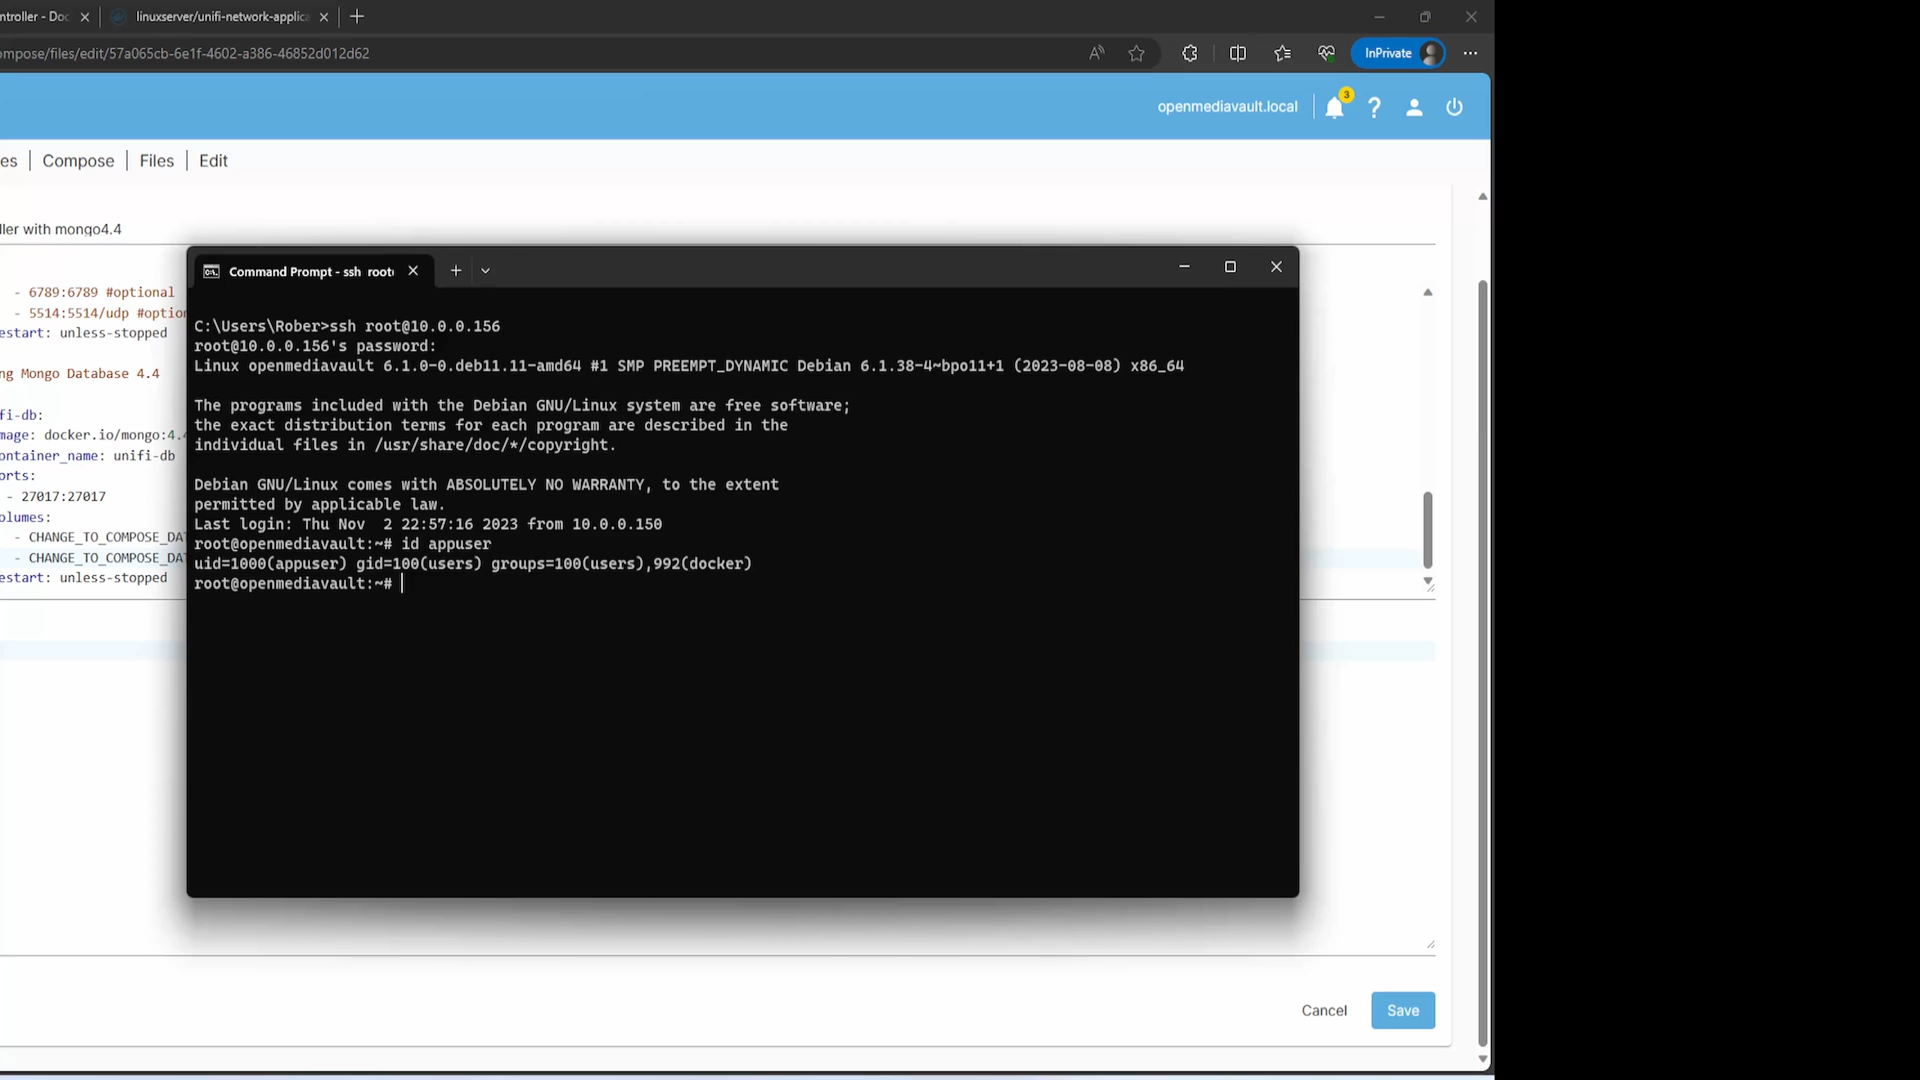 ntroller - Doc
linuxserver/unifi-network-applica
ompose/files/edit/57a065cb-6e1f-4602-a386-46852d012d62
InPrivate
openmediavault.local
3
es | Compose | Files | Edit
ller with mongo4.4
- 6789:6789 #optional
- 5514:5514/udp #option
estart: unless-stopped
ng Mongo Database 4.4
fi-db:
mage: docker.io/mongo:4.4
ontainer_name: unifi-db
orts:
- 27017:27017
olumes:
- CHANGE_TO_COMPOSE_DAT
- CHANGE_TO_COMPOSE_DAT
estart: unless-stopped
Command Prompt - ssh root
C:\Users\Rober>ssh root@10.0.0.156
root@10.0.0.156's password:
Linux openmediavault 6.1.0-0.deb11.11-amd64 #1 SMP PREEMPT_DYNAMIC Debian 6.1.38-4~bpo11+1 (2023-08-08) x86_64
The programs included with the Debian GNU/Linux system are free software;
the exact distribution terms for each program are described in the
individual files in /usr/share/doc/*/copyright.
Debian GNU/Linux comes with ABSOLUTELY NO WARRANTY, to the extent
permitted by applicable law.
Last login: Thu Nov  2 22:57:16 2023 from 10.0.0.150
root@openmediavault:~# id appuser
uid=1000(appuser) gid=100(users) groups=100(users),992(docker)
root@openmediavault:~#
Cancel
Save